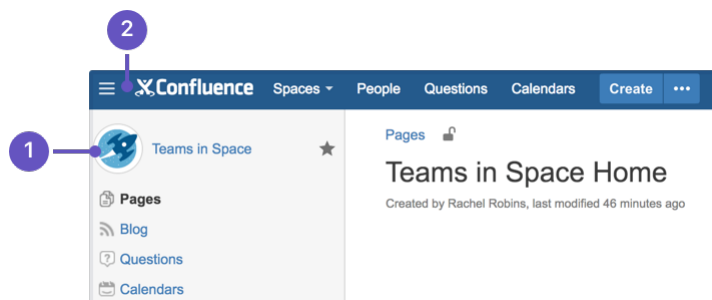 2
Confluence Spaces People Questions Calendars Create
1
Teams in Space
Pages
Blog
Questions
Calendars
Pages
Teams in Space Home
Created by Rachel Robins, last modified 46 minutes ago